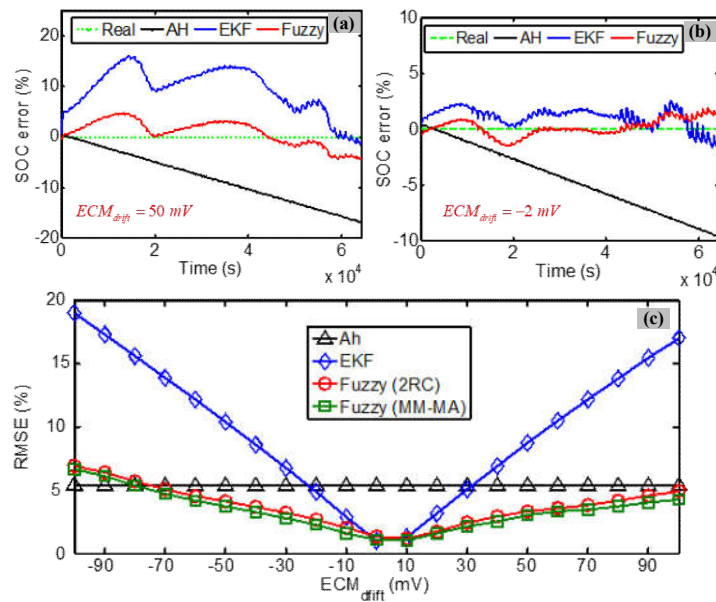 (a)
Real AH EKF Fuzzy
SOC error (%)
20
10
0
-10
-20
ECM_drift = 50 mV
0 2 4 6
Time (s)
x 10^4
(b)
Real AH EKF Fuzzy
SOC error (%)
10
5
0
-5
-10
ECM_drift = -2 mV
0 2 4 6
Time (s)
x 10^4
(c)
Ah
EKF
Fuzzy (2RC)
Fuzzy (MM-MA)
RMSE (%)
20
15
10
5
0
-90 -70 -50 -30 -10 10 30 50 70 90
ECM_dfift (mV)